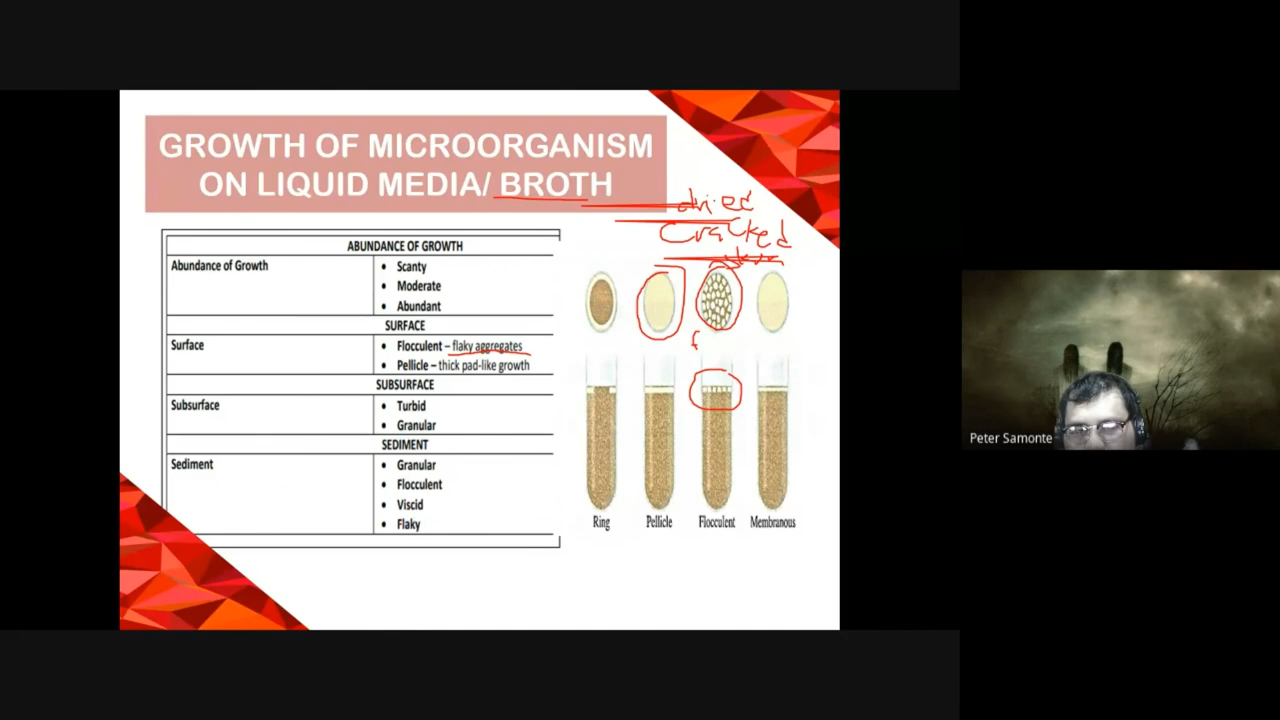 GROWTH OF MICROORGANISM
ON LIQUID MEDIA/ BROTH
dried
Cracked
ABUNDANCE OF GROWTH
Abundance of Growth
• Scanty
• Moderate
• Abundant
SURFACE
Surface
• Flocculent – flaky aggregates
• Pellicle – thick pad-like growth
SUBSURFACE
Subsurface
• Turbid
• Granular
SEDIMENT
Sediment
• Granular
• Flocculent
• Viscid
• Flaky
f
Ring Pellicle Flocculent Membranous
Peter Samonte